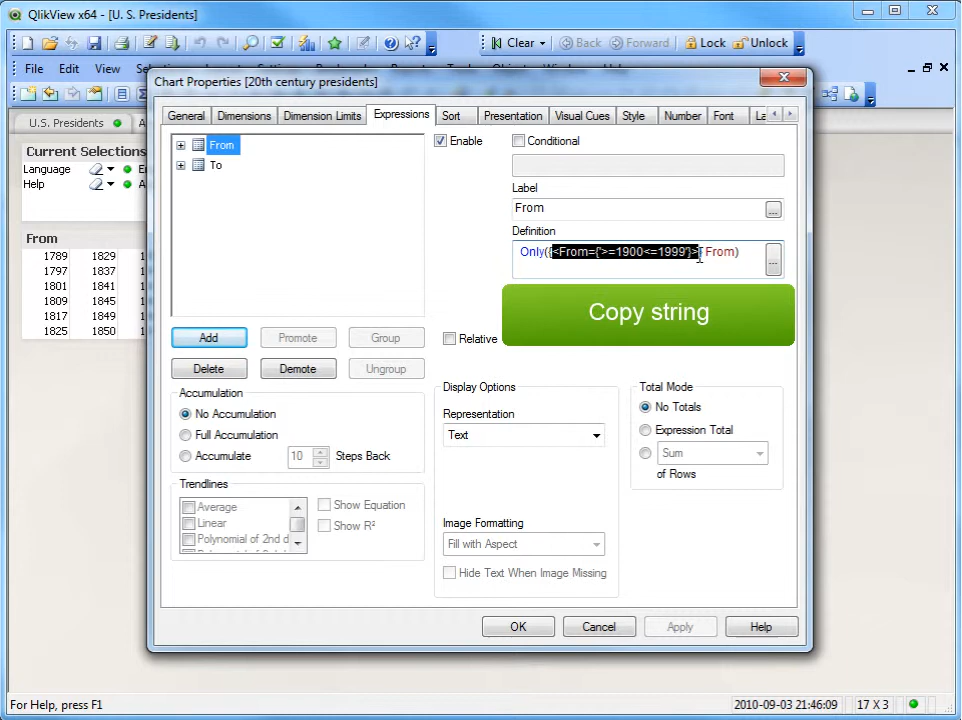 QlikView x64 - [U. S. Presidents]
Clear
Back
Forward
Lock
Unlock
File Edit View
Chart Properties [20th century presidents]
U.S. Presidents
General Dimensions Dimension Limits Expressions Sort Presentation Visual Cues Style Number Font
Current Selections
Language
Help
From
1789 1829
1797 1837
1801 1841
1809 1845
1817 1849
1825 1850
From
To
Enable
Conditional
Label
From
...
Definition
Only({<From={'>=1900<=1999'}>} From)
...
Copy string
Add Promote Group
Delete Demote Ungroup
Relative
Accumulation
No Accumulation
Full Accumulation
Accumulate 10 Steps Back
Trendlines
Average
Linear
Polynomial of 2nd d
Show Equation
Show R²
Display Options
Representation
Text
Image Formatting
Fill with Aspect
Hide Text When Image Missing
Total Mode
No Totals
Expression Total
Sum
of Rows
OK Cancel Apply Help
For Help, press F1
2010-09-03 21:46:09
17 X 3